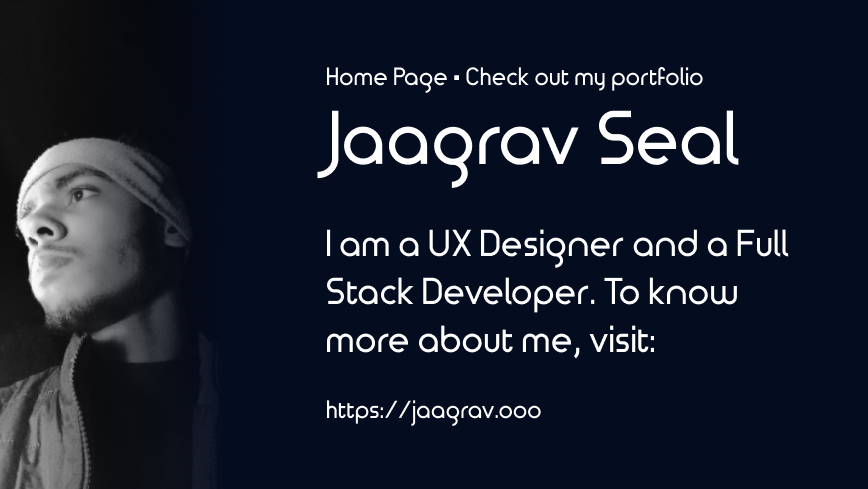 Home Page ▪ Check out my portfolio
Jaagrav Seal
I am a UX Designer and a Full
Stack Developer. To know
more about me, visit:
https://jaagrav.ooo